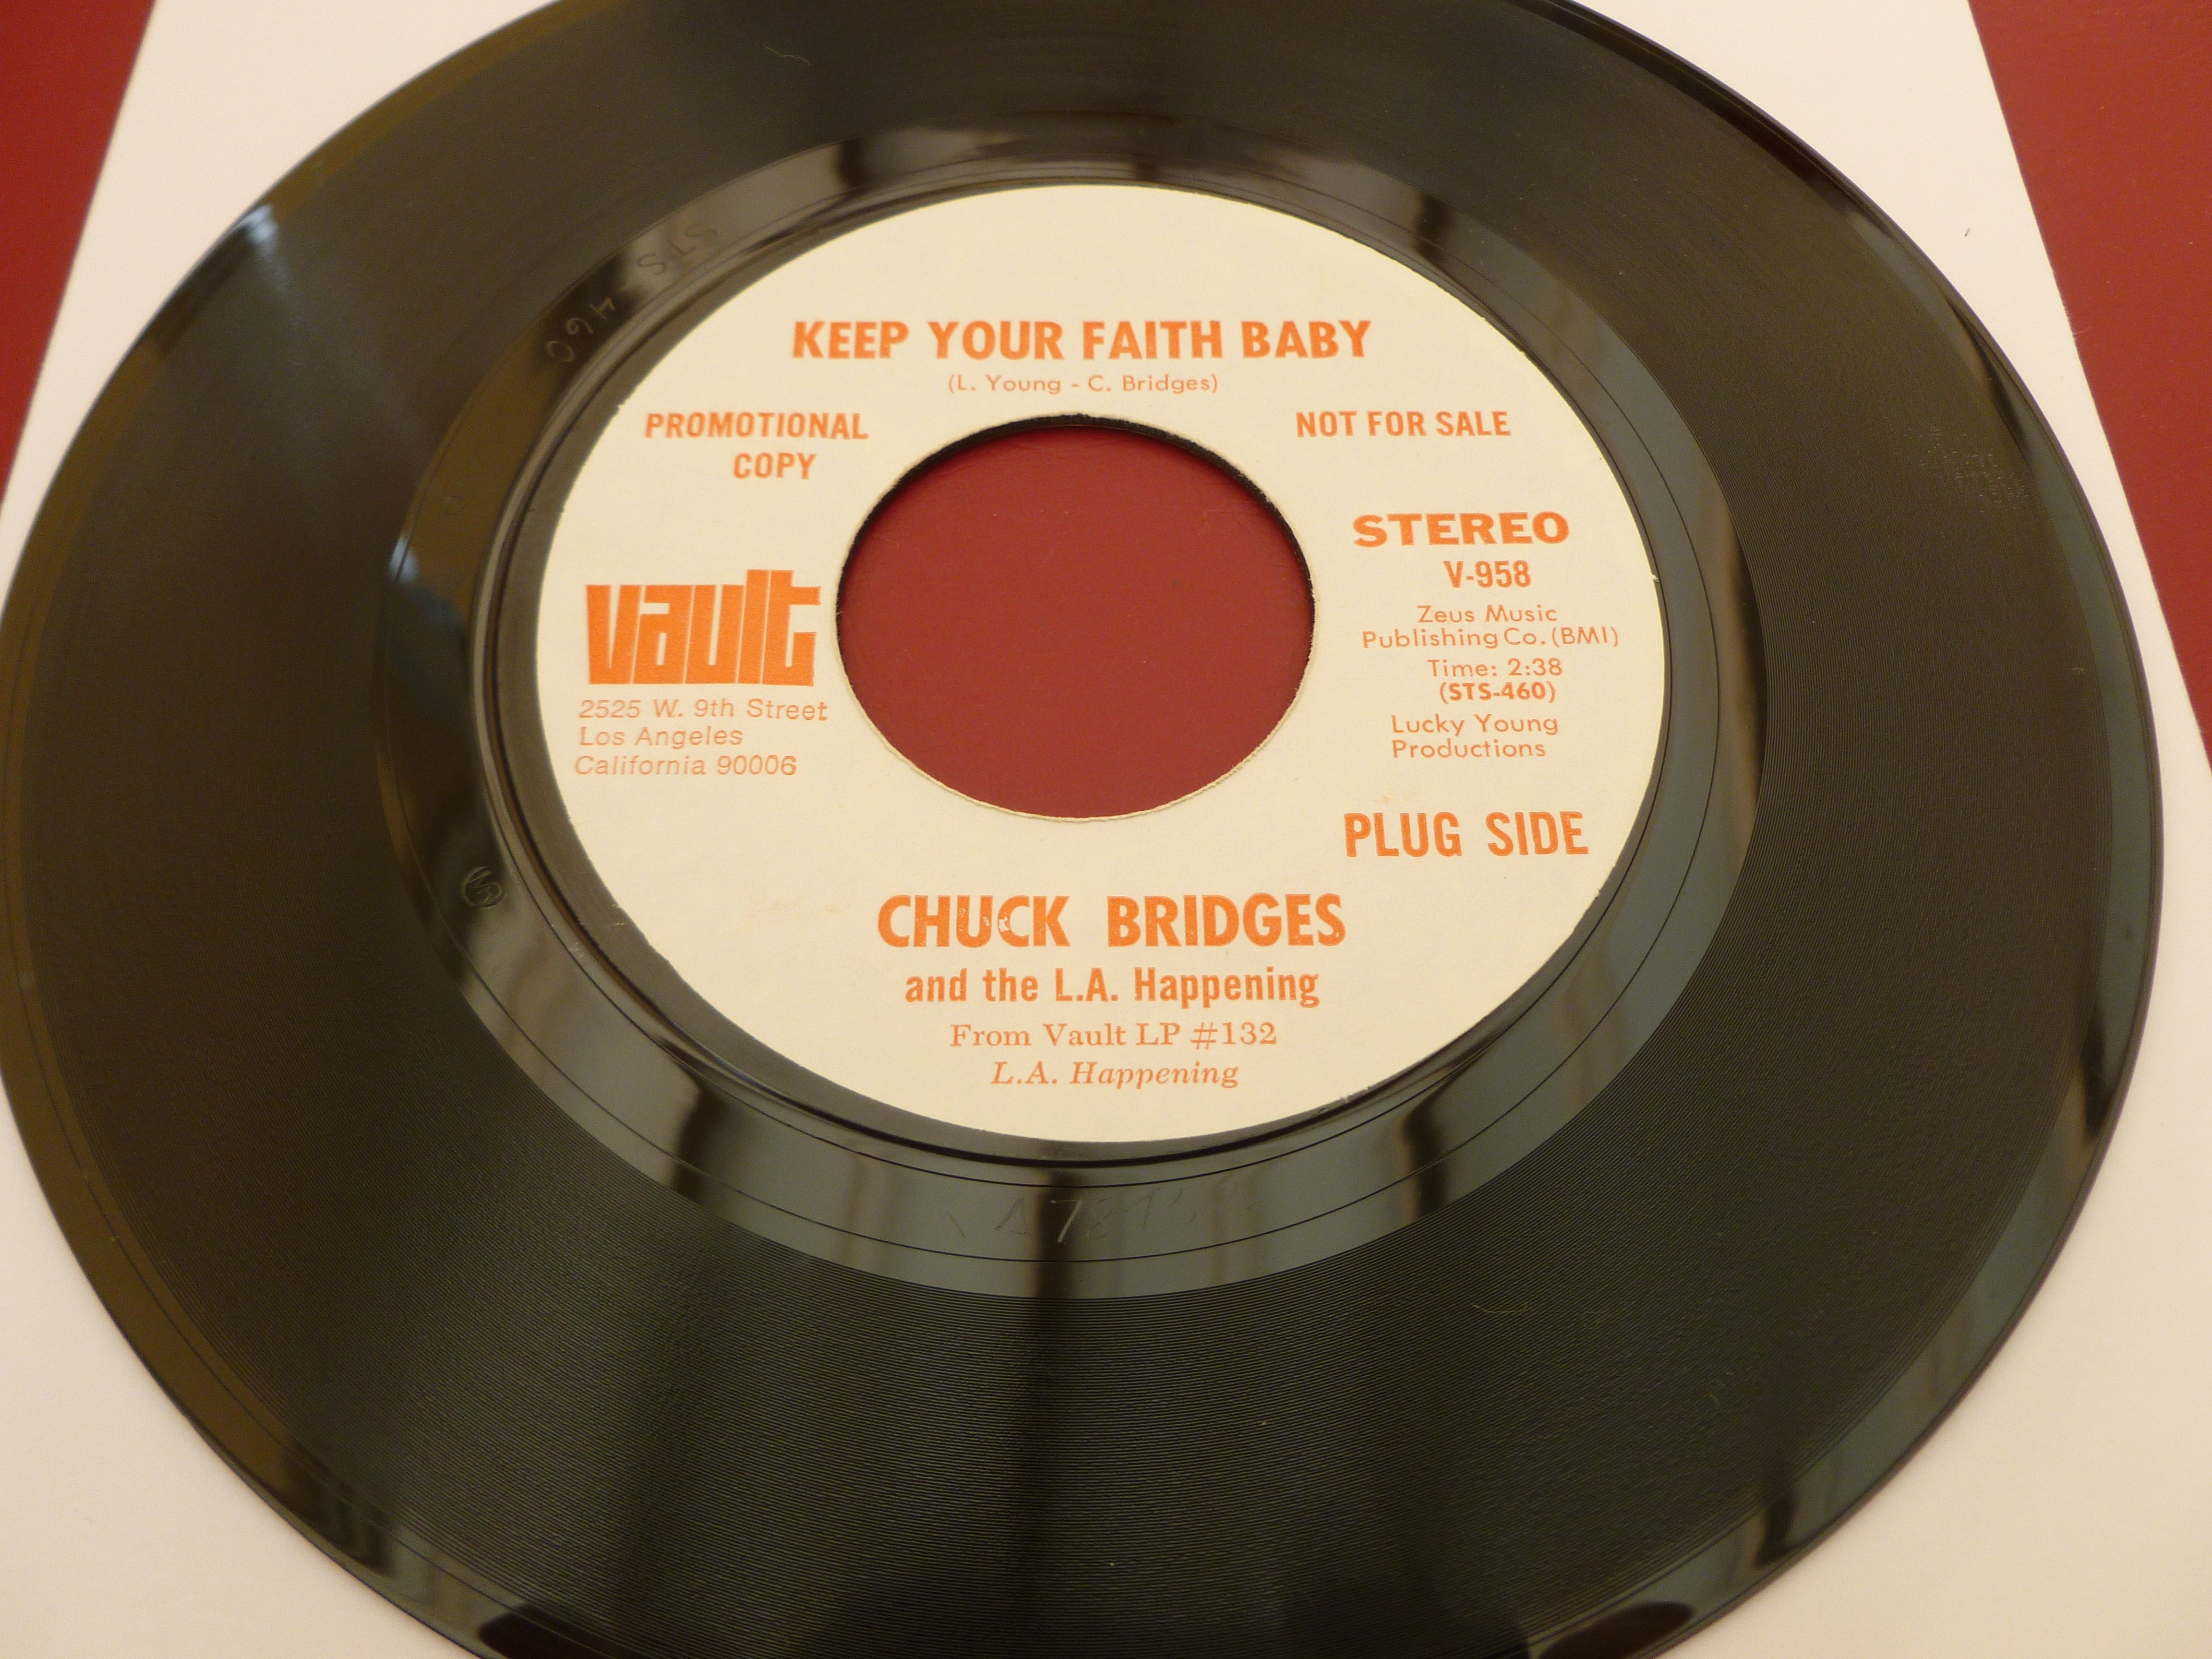 KEEP YOUR FAITH BABY
(L. Young - C. Bridges)
PROMOTIONAL
COPY
NOT FOR SALE
vault
2525 W. 9th Street
Los Angeles
California 90006
STEREO
V-958
Zeus Music
Publishing Co. (BMI)
Time: 2:38
(STS-460)
Lucky Young
Productions
PLUG SIDE
CHUCK BRIDGES
and the L.A. Happening
From Vault LP #132
L.A. Happening
STS-460
MR